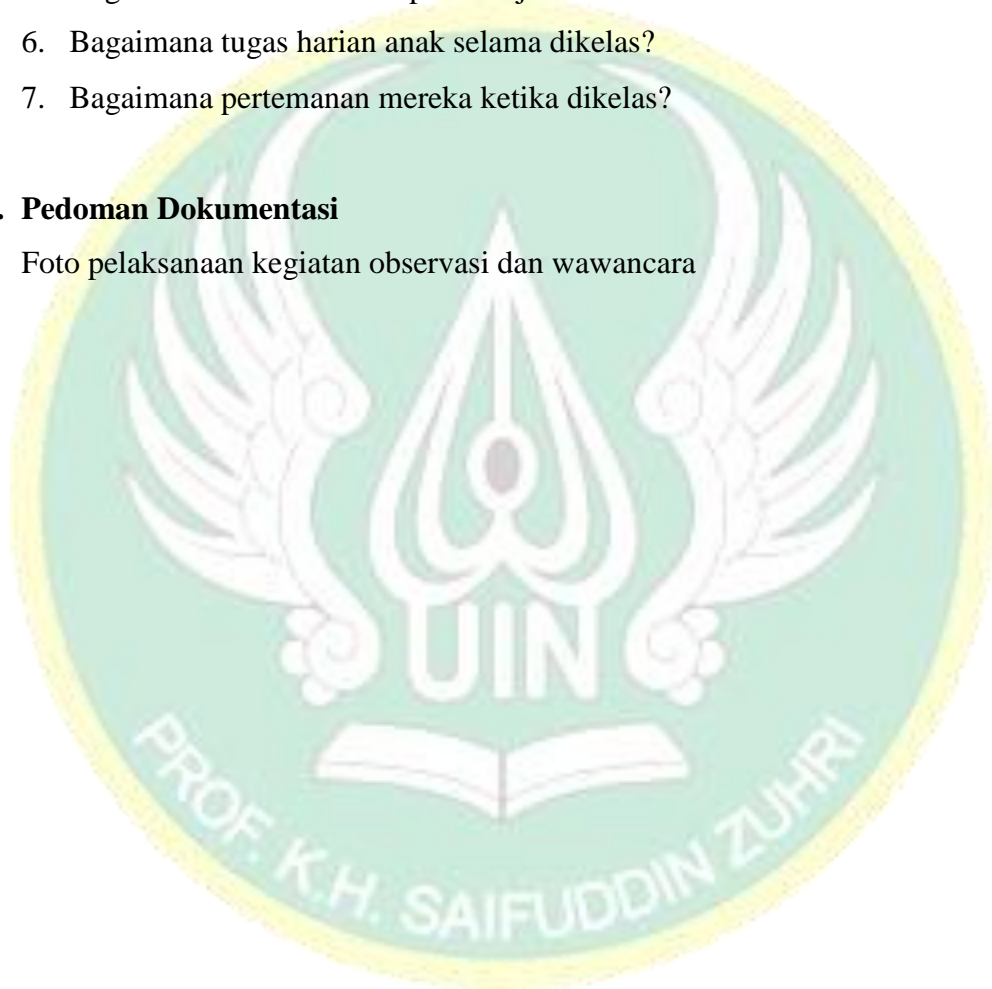 6. Bagaimana tugas harian anak selama dikelas?
7. Bagaimana pertemanan mereka ketika dikelas?
. Pedoman Dokumentasi
Foto pelaksanaan kegiatan observasi dan wawancara
UIN
PROF. K.H. SAIFUDDIN ZUHRI